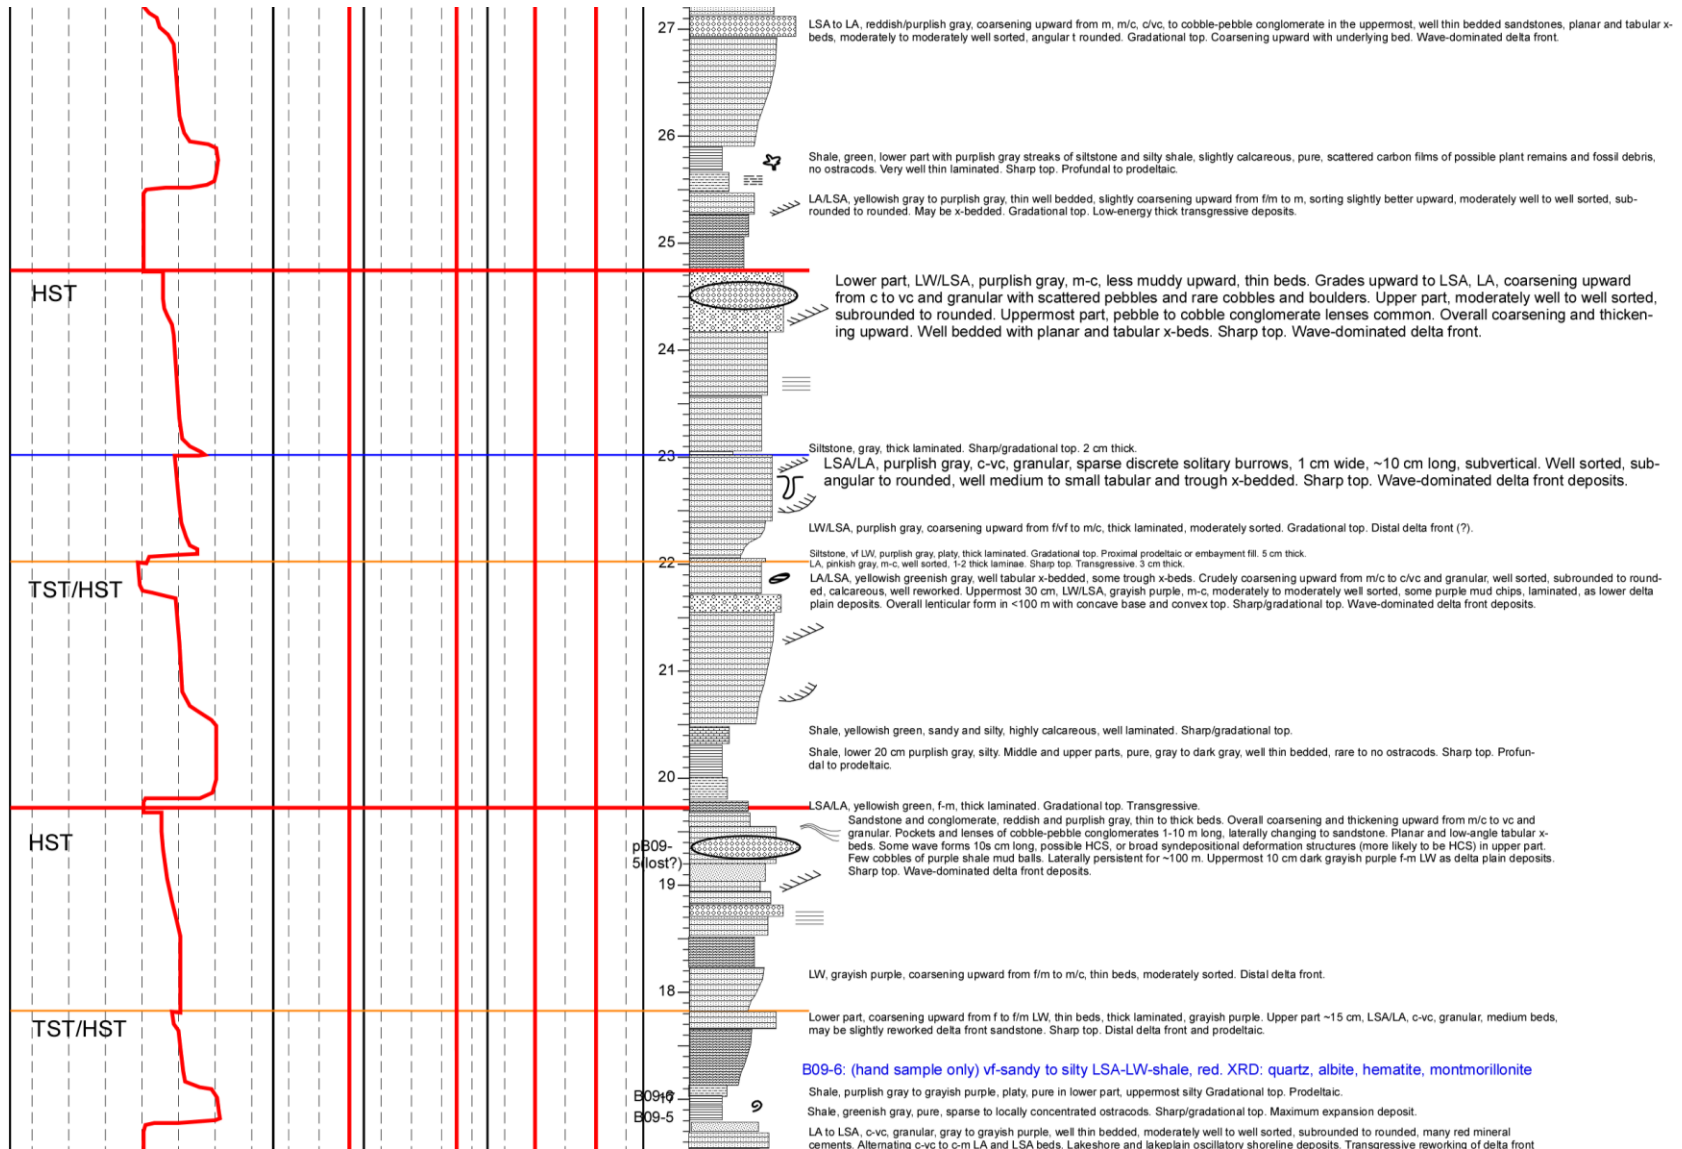 27
LSA to LA, reddish/purplish gray, coarsening upward from m, m/c, c/vc, to cobble-pebble conglomerate in the uppermost, well thin bedded sandstones, planar and tabular x-
beds, moderately to moderately well sorted, angular t rounded. Gradational top. Coarsening upward with underlying bed. Wave-dominated delta front.
26
Shale, green, lower part with purplish gray streaks of siltstone and silty shale, slightly calcareous, pure, scattered carbon films of possible plant remains and fossil debris,
no ostracods. Very well thin laminated. Sharp top. Profundal to prodeltaic.
LA/LSA, yellowish gray to purplish gray, thin well bedded, slightly coarsening upward from f/m to m, sorting slightly better upward, moderately well to well sorted, sub-
rounded to rounded. May be x-bedded. Gradational top. Low-energy thick transgressive deposits.
25
HST
Lower part, LW/LSA, purplish gray, m-c, less muddy upward, thin beds. Grades upward to LSA, LA, coarsening upward
from c to vc and granular with scattered pebbles and rare cobbles and boulders. Upper part, moderately well to well sorted,
subrounded to rounded. Uppermost part, pebble to cobble conglomerate lenses common. Overall coarsening and thicken-
ing upward. Well bedded with planar and tabular x-beds. Sharp top. Wave-dominated delta front.
24
Siltstone, gray, thick laminated. Sharp/gradational top. 2 cm thick.
23
LSA/LA, purplish gray, c-vc, granular, sparse discrete solitary burrows, 1 cm wide, ~10 cm long, subvertical. Well sorted, sub-
angular to rounded, well medium to small tabular and trough x-bedded. Sharp top. Wave-dominated delta front deposits.
LW/LSA, purplish gray, coarsening upward from f/vf to m/c, thick laminated, moderately sorted. Gradational top. Distal delta front (?).
Siltstone, vf LW, purplish gray, platy, thick laminated. Gradational top. Proximal prodeltaic or embayment fill. 5 cm thick.
22
LA, pinkish gray, m-c, well sorted, 1-2 thick laminae. Sharp top. Transgressive. 3 cm thick.
TST/HST
LA/LSA, yellowish greenish gray, well tabular x-bedded, some trough x-beds. Crudely coarsening upward from m/c to c/vc and granular, well sorted, subrounded to round-
ed, calcareous, well reworked. Uppermost 30 cm, LW/LSA, grayish purple, m-c, moderately to moderately well sorted, some purple mud chips, laminated, as lower delta
plain deposits. Overall lenticular form in <100 m with concave base and convex top. Sharp/gradational top. Wave-dominated delta front deposits.
21
Shale, yellowish green, sandy and silty, highly calcareous, well laminated. Sharp/gradational top.
Shale, lower 20 cm purplish gray, silty. Middle and upper parts, pure, gray to dark gray, well thin bedded, rare to no ostracods. Sharp top. Profun-
dal to prodeltaic.
20
LSA/LA, yellowish green, f-m, thick laminated. Gradational top. Transgressive.
HST
Sandstone and conglomerate, reddish and purplish gray, thin to thick beds. Overall coarsening and thickening upward from m/c to vc and
granular. Pockets and lenses of cobble-pebble conglomerates 1-10 m long, laterally changing to sandstone. Planar and low-angle tabular x-
beds. Some wave forms 10s cm long, possible HCS, or broad syndepositional deformation structures (more likely to be HCS) in upper part.
Few cobbles of purple shale mud balls. Laterally persistent for ~100 m. Uppermost 10 cm dark grayish purple f-m LW as delta plain deposits.
Sharp top. Wave-dominated delta front deposits.
pB09-
5(lost?)
19
LW, grayish purple, coarsening upward from f/m to m/c, thin beds, moderately sorted. Distal delta front.
18
TST/HST
Lower part, coarsening upward from f to f/m LW, thin beds, thick laminated, grayish purple. Upper part ~15 cm, LSA/LA, c-vc, granular, medium beds,
may be slightly reworked delta front sandstone. Sharp top. Distal delta front and prodeltaic.
B09-6: (hand sample only) vf-sandy to silty LSA-LW-shale, red. XRD: quartz, albite, hematite, montmorillonite
B09-6
17
Shale, purplish gray to grayish purple, platy, pure in lower part, uppermost silty Gradational top. Prodeltaic.
B09-5
Shale, greenish gray, pure, sparse to locally concentrated ostracods. Sharp/gradational top. Maximum expansion deposit.
LA to LSA, c-vc, granular, gray to grayish purple, well thin bedded, moderately well to well sorted, subrounded to rounded, many red mineral
cements. Alternating c-vc to c-m LA and LSA beds. Lakeshore and lakeplain oscillatory shoreline deposits. Transgressive reworking of delta front